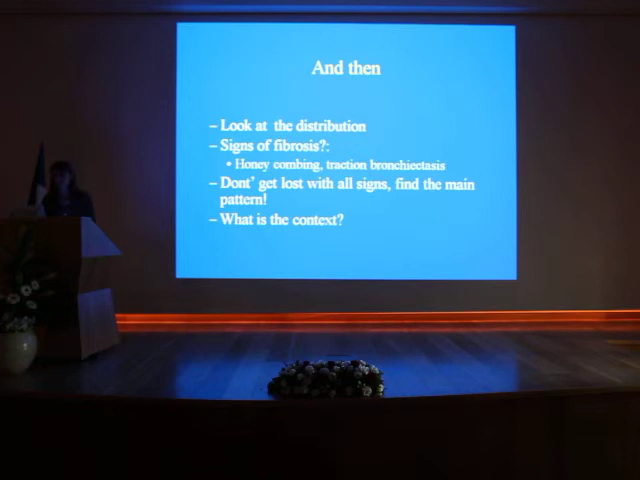 And then
– Look at the distribution
– Signs of fibrosis?:
• Honey combing, traction bronchiectasis
– Dont' get lost with all signs, find the main
pattern!
– What is the context?